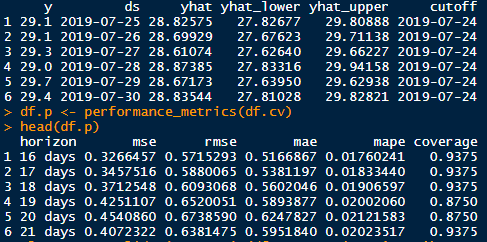 y ds yhat yhat_lower yhat_upper cutoff
1 29.1 2019-07-25 28.82575 27.82677 29.80888 2019-07-24
2 29.1 2019-07-26 28.69929 27.67623 29.71138 2019-07-24
3 29.3 2019-07-27 28.61074 27.62640 29.66227 2019-07-24
4 29.0 2019-07-28 28.87385 27.83316 29.94158 2019-07-24
5 29.7 2019-07-29 28.67173 27.63950 29.62938 2019-07-24
6 29.4 2019-07-30 28.83544 27.81028 29.82821 2019-07-24
> df.p <- performance_metrics(df.cv)
> head(df.p)
horizon mse rmse mae mape coverage
1 16 days 0.3266457 0.5715293 0.5166867 0.01760241 0.9375
2 17 days 0.3457516 0.5880065 0.5381197 0.01833440 0.9375
3 18 days 0.3712548 0.6093068 0.5602046 0.01906597 0.9375
4 19 days 0.4251107 0.6520051 0.5893877 0.02002060 0.8750
5 20 days 0.4540860 0.6738590 0.6247827 0.02121583 0.8750
6 21 days 0.4072322 0.6381475 0.5951840 0.02023517 0.9375